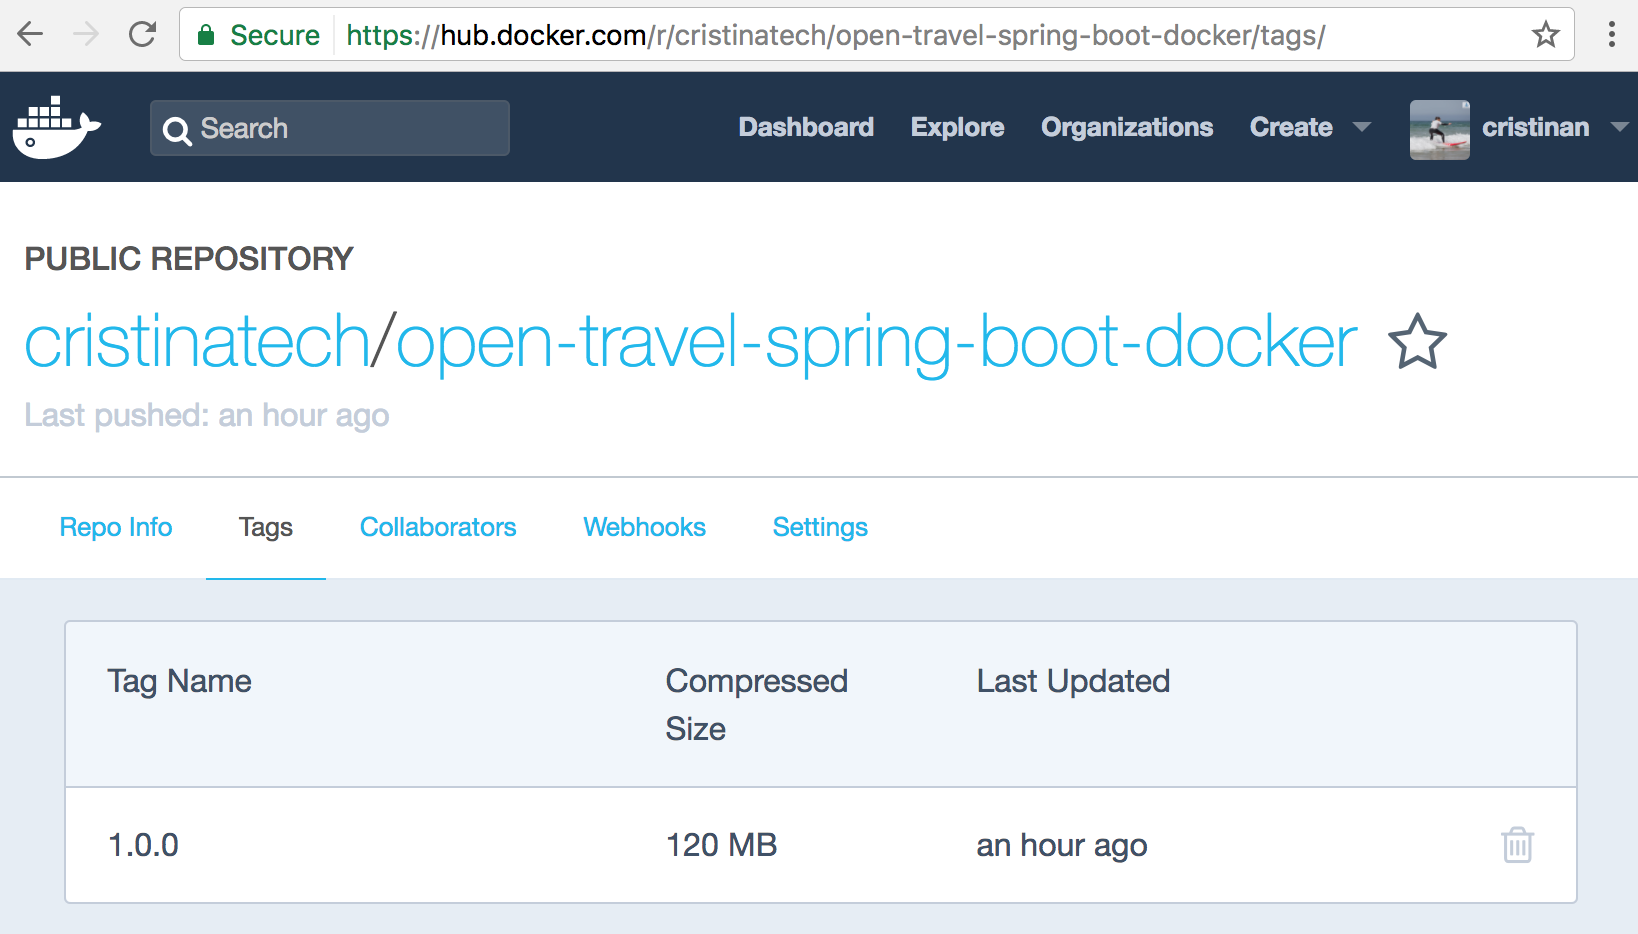 Secure https://hub.docker.com/r/cristinatech/open-travel-spring-boot-docker/tags/
Search Dashboard Explore Organizations Create cristinan
PUBLIC REPOSITORY
cristinatech/open-travel-spring-boot-docker
Last pushed: an hour ago
Repo Info Tags Collaborators Webhooks Settings
Tag Name Compressed Last Updated
Size
1.0.0 120 MB an hour ago